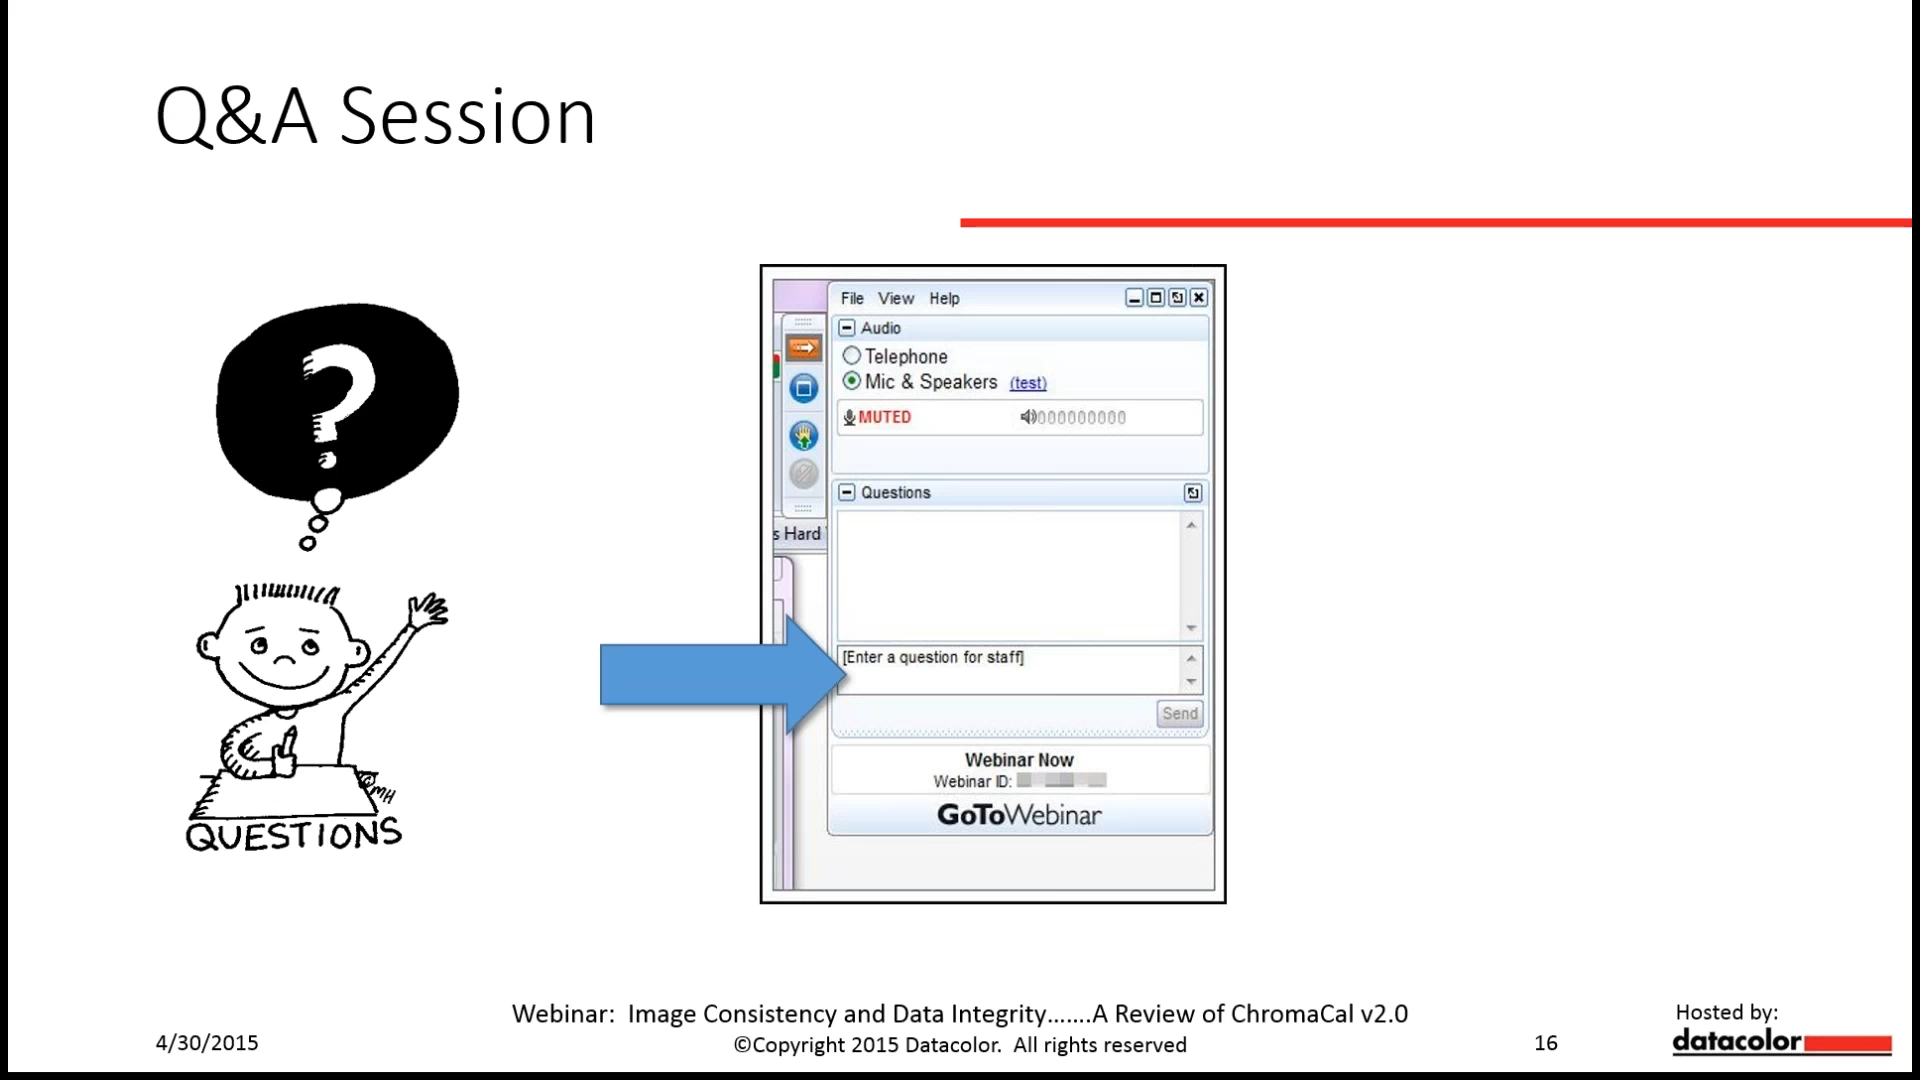 Q&A Session
?
QUESTIONS
©MH
File View Help
Audio
Telephone
Mic & Speakers (test)
MUTED
000000000
Questions
s Hard
[Enter a question for staff]
Send
Webinar Now
Webinar ID:
GoToWebinar
Webinar: Image Consistency and Data Integrity.......A Review of ChromaCal v2.0
4/30/2015
©Copyright 2015 Datacolor. All rights reserved
16
Hosted by:
datacolor